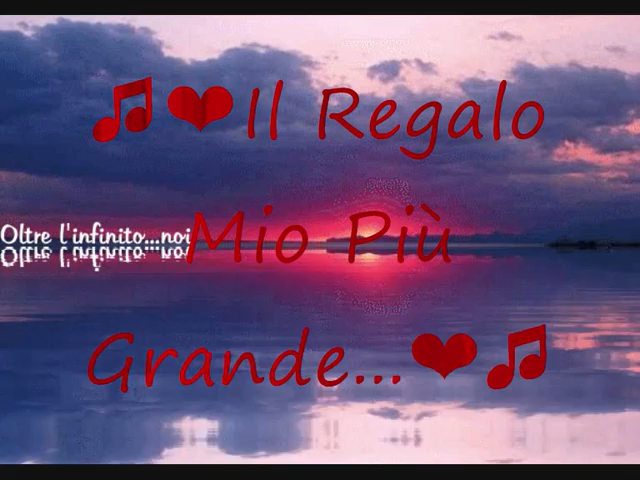 ♫❤Il Regalo
Oltre l'infinito...noi
Mio Più
Grande...❤♫